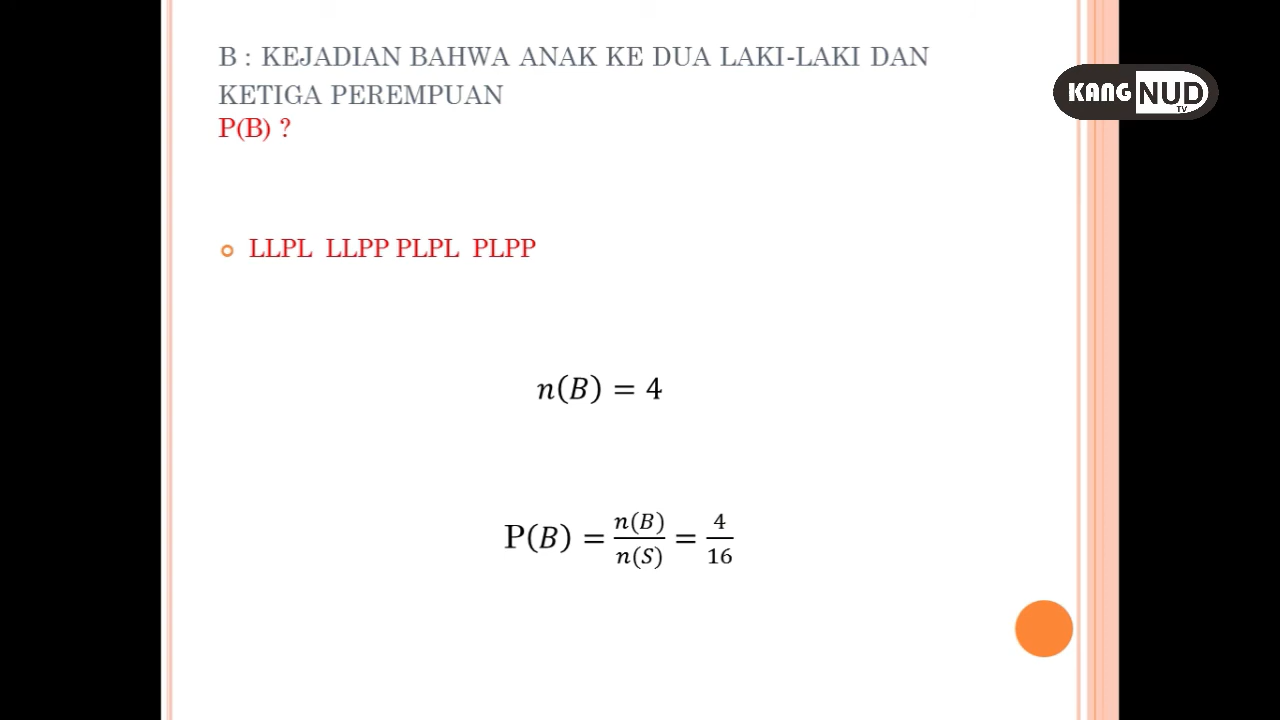 B : KEJADIAN BAHWA ANAK KE DUA LAKI-LAKI DAN
KETIGA PEREMPUAN
P(B) ?
KANG NUD TV
LLPL LLPP PLPL PLPP
n(B) = 4
P(B) = n(B)/n(S) = 4/16